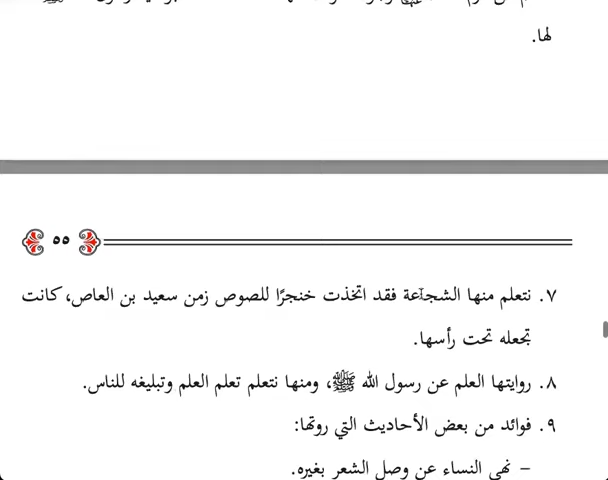 لها.
٥٥
٧. نتعلم منها الشجاعة فقد اتخذت خنجرًا للصوص زمن سعيد بن العاص، كانت
تجعله تحت رأسها.
٨. روايتها العلم عن رسول الله ﷺ، ومنها نتعلم تعلم العلم وتبليغه للناس.
٩. فوائد من بعض الأحاديث التي روتها:
– نهي النساء عن وصل الشعر بغيره.